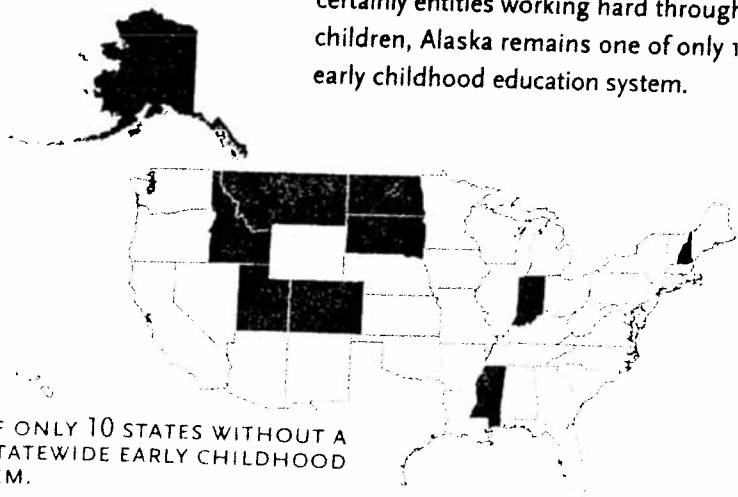 certainly entities working hard through
children, Alaska remains one of only 1
early childhood education system.
F ONLY 10 STATES WITHOUT A
TATEWIDE EARLY CHILDHOOD
EM.